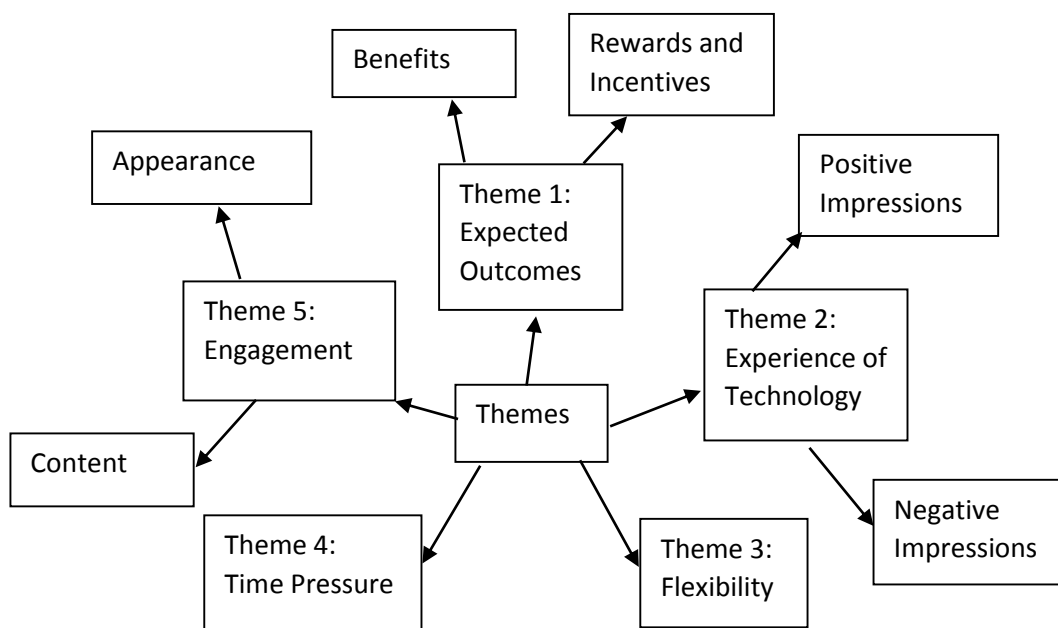 Benefits
Rewards and
Incentives
Appearance
Theme 1:
Expected
Outcomes
Positive
Impressions
Theme 5:
Engagement
Theme 2:
Experience of
Technology
Themes
Content
Theme 4:
Time Pressure
Theme 3:
Flexibility
Negative
Impressions